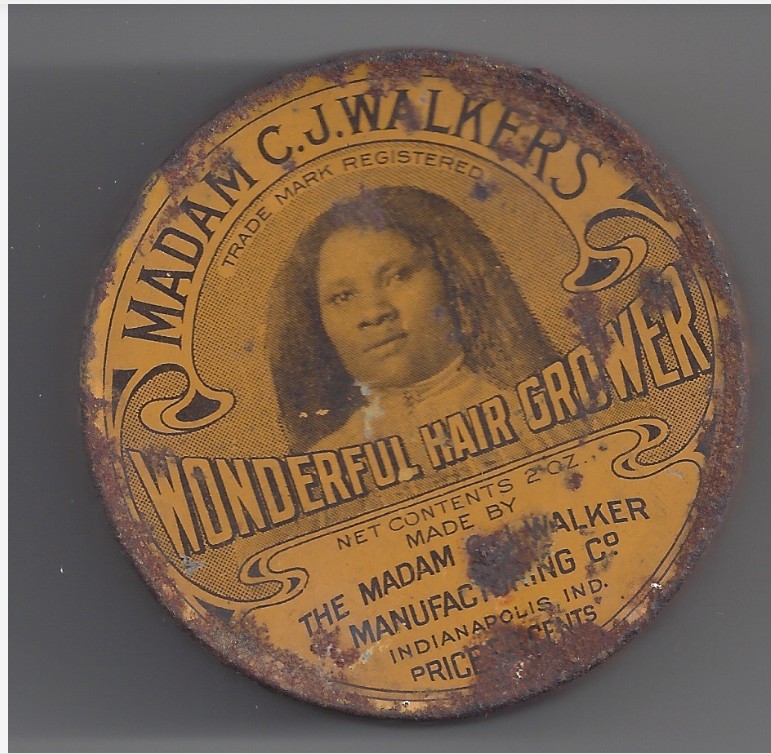 MADAM C.J. WALKERS
TRADE MARK REGISTERED
WONDERFUL HAIR GROWER
NET CONTENTS 2 OZ.
MADE BY
THE MADAM WALKER
MANUFACTURING Co
INDIANAPOLIS, IND.
PRICE CENTS